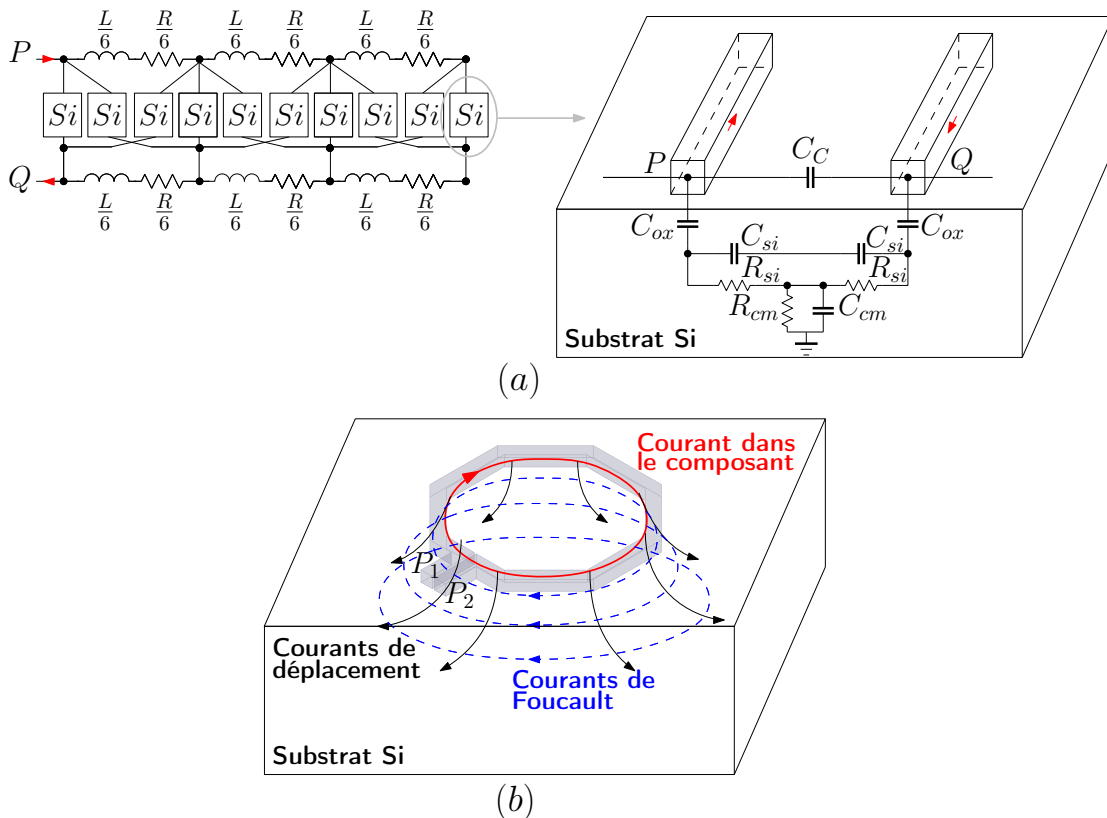 L/6 R/6 L/6 R/6 L/6 R/6
P
Si Si Si Si Si Si Si Si Si Si
Q
L/6 R/6 L/6 R/6 L/6 R/6
P C_C Q
C_ox C_si C_si C_ox
R_si R_si
R_cm C_cm
Substrat Si
(a)
Courant dans
le composant
P_1
P_2
Courants de
déplacement
Courants de
Foucault
Substrat Si
(b)